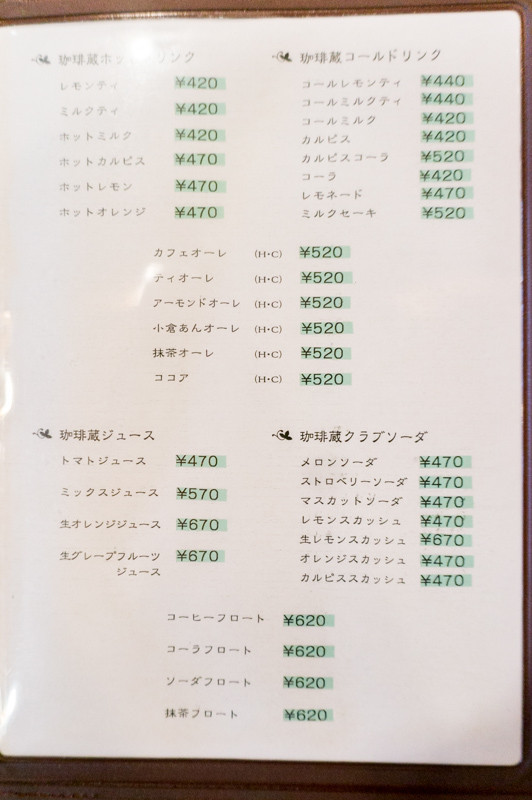 珈琲蔵ホットドリンク
レモンティ ¥420
ミルクティ ¥420
ホットミルク ¥420
ホットカルピス ¥470
ホットレモン ¥470
ホットオレンジ ¥470
珈琲蔵コールドリンク
コールレモンティ ¥440
コールミルクティ ¥440
コールミルク ¥420
カルピス ¥420
カルピスコーラ ¥520
コーラ ¥420
レモネード ¥470
ミルクセーキ ¥520
カフェオーレ (H・C) ¥520
ティオーレ (H・C) ¥520
アーモンドオーレ (H・C) ¥520
小倉あんオーレ (H・C) ¥520
抹茶オーレ (H・C) ¥520
ココア (H・C) ¥520
珈琲蔵ジュース
トマトジュース ¥470
ミックスジュース ¥570
生オレンジジュース ¥670
生グレープフルーツ ¥670
ジュース
珈琲蔵クラブソーダ
メロンソーダ ¥470
ストロベリーソーダ ¥470
マスカットソーダ ¥470
レモンスカッシュ ¥470
生レモンスカッシュ ¥670
オレンジスカッシュ ¥470
カルピススカッシュ ¥470
コーヒーフロート ¥620
コーラフロート ¥620
ソーダフロート ¥620
抹茶フロート ¥620